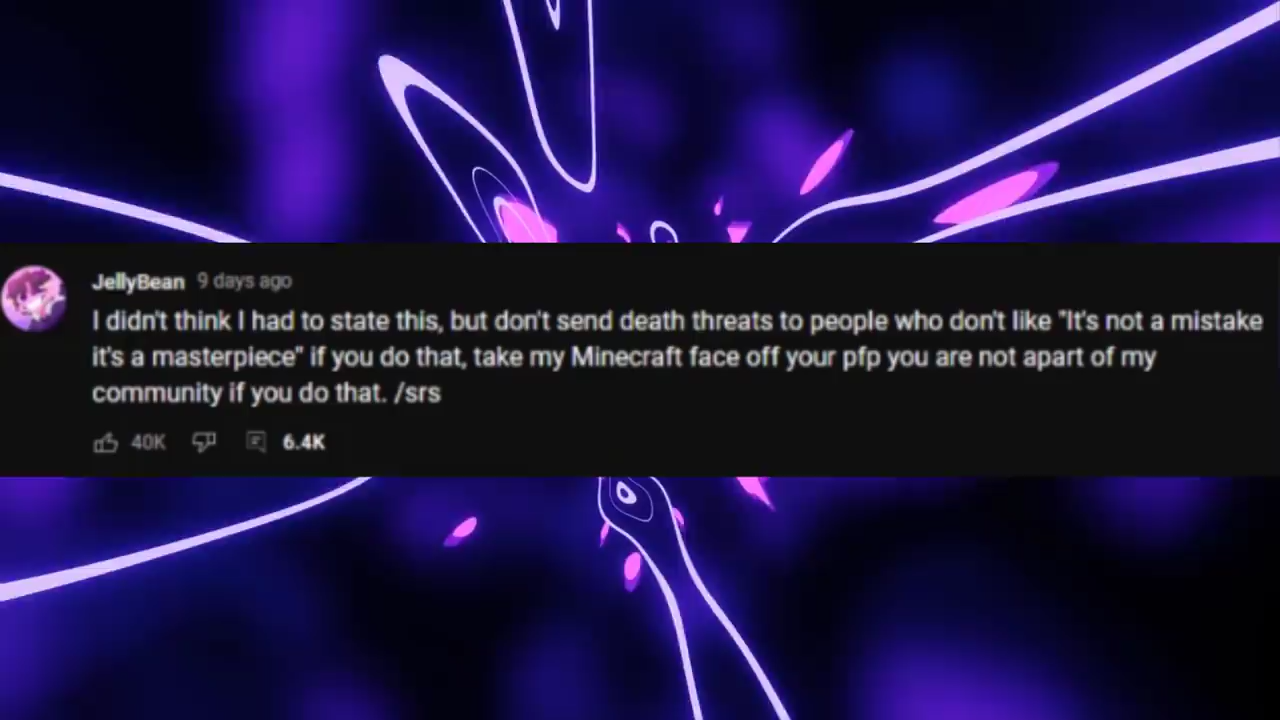 JellyBean 9 days ago
I didn't think I had to state this, but don't send death threats to people who don't like "It's not a mistake
it's a masterpiece" if you do that, take my Minecraft face off your pfp you are not apart of my
community if you do that. /srs
40K 6.4K